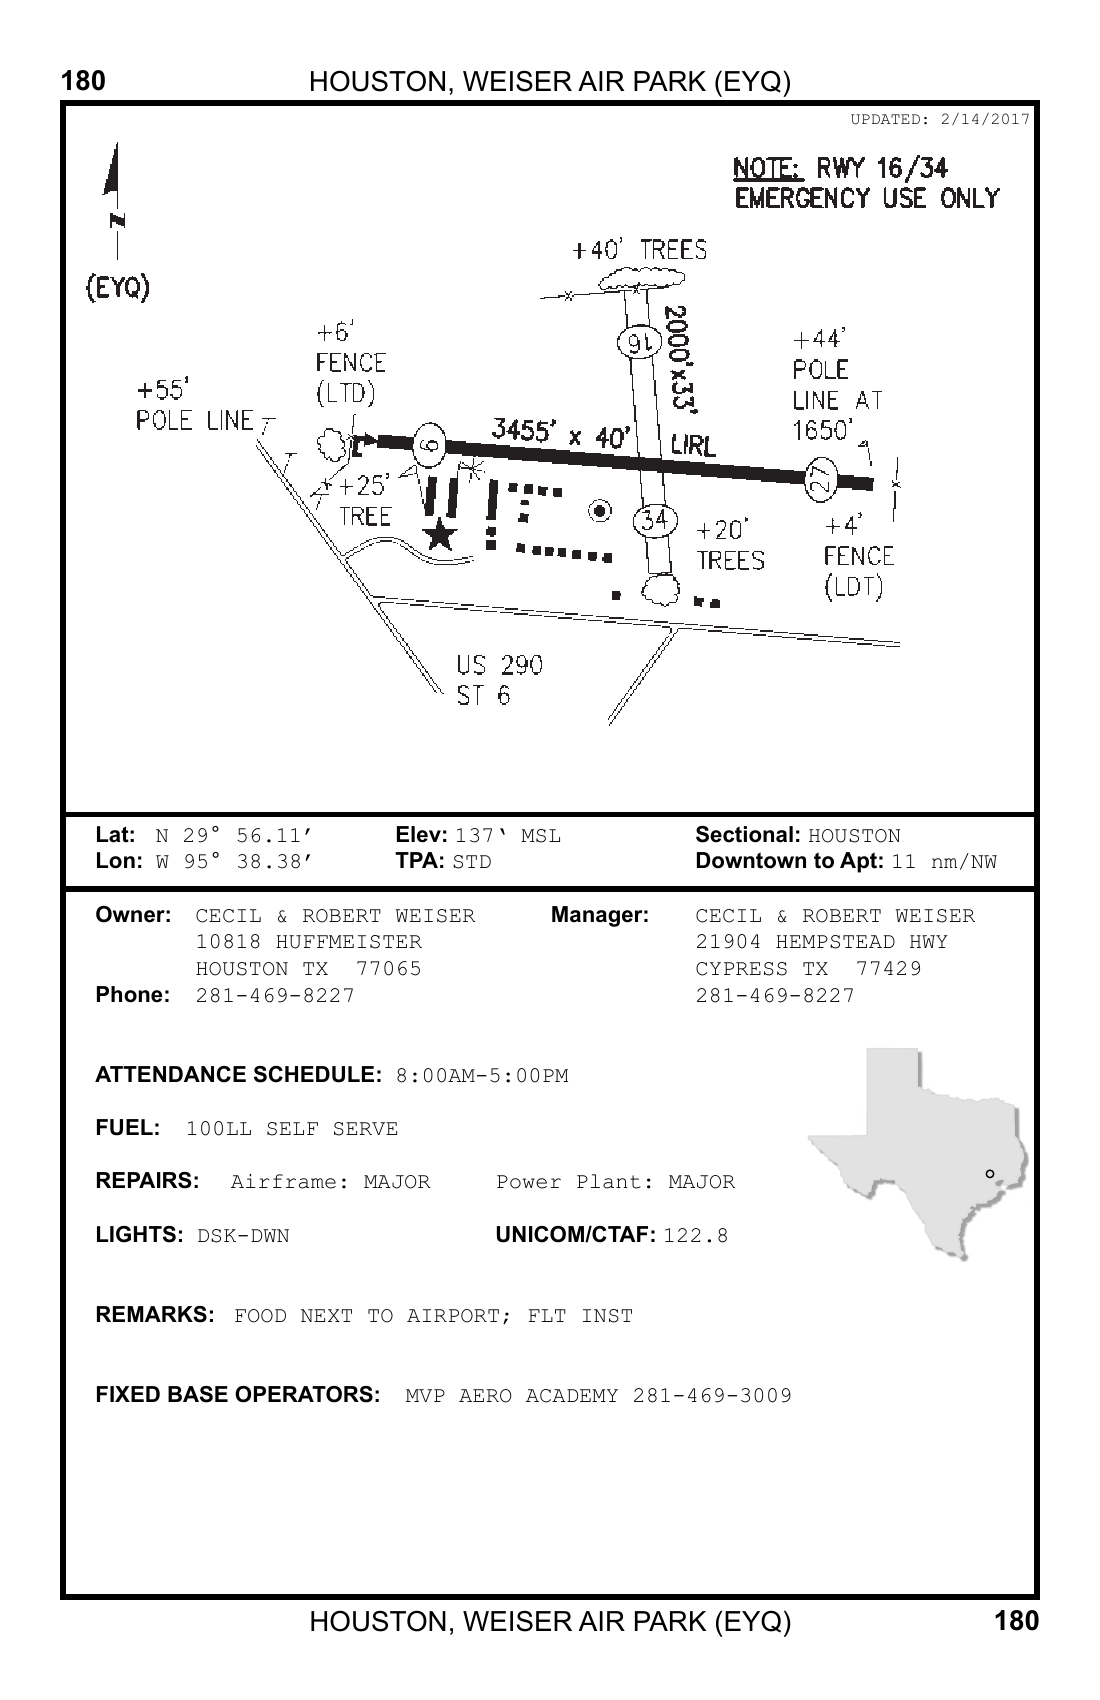 180 HOUSTON, WEISER AIR PARK (EYQ)
UPDATED: 2/14/2017
NOTE: RWY 16/34
EMERGENCY USE ONLY
N
(EYQ)
+40' TREES
16
2000'x33'
+6'
FENCE
(LTD)
+44'
POLE
LINE AT
1650'
+55'
POLE LINE
9
3455' x 40'
LIRL
27
+25'
TREE
34
+20'
TREES
+4'
FENCE
(LDT)
US 290
ST 6
Lat: N 29° 56.11′ Elev: 137‘ MSL Sectional: HOUSTON
Lon: W 95° 38.38′ TPA: STD Downtown to Apt: 11 nm/NW
Owner: CECIL & ROBERT WEISER Manager: CECIL & ROBERT WEISER
10818 HUFFMEISTER 21904 HEMPSTEAD HWY
HOUSTON TX 77065 CYPRESS TX 77429
Phone: 281-469-8227 281-469-8227
ATTENDANCE SCHEDULE: 8:00AM-5:00PM
FUEL: 100LL SELF SERVE
REPAIRS: Airframe: MAJOR Power Plant: MAJOR
LIGHTS: DSK-DWN UNICOM/CTAF: 122.8
REMARKS: FOOD NEXT TO AIRPORT; FLT INST
FIXED BASE OPERATORS: MVP AERO ACADEMY 281-469-3009
HOUSTON, WEISER AIR PARK (EYQ) 180